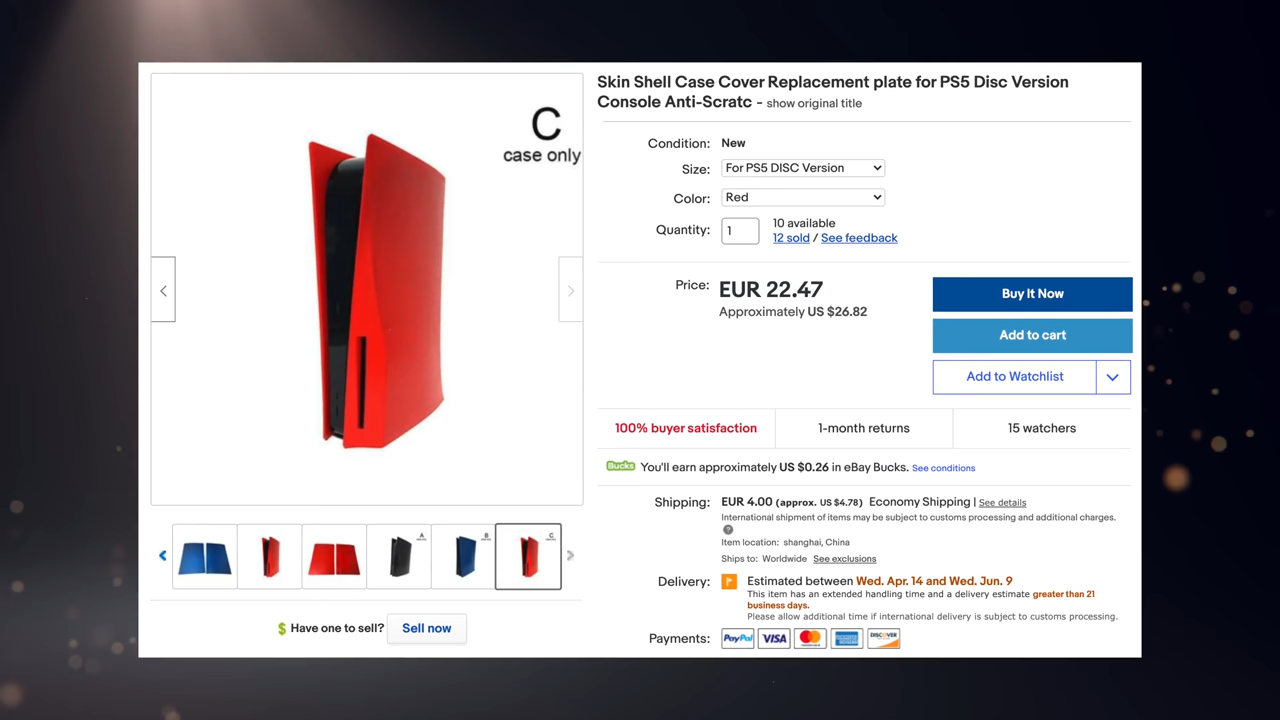 C
case only
Skin Shell Case Cover Replacement plate for PS5 Disc Version
Console Anti-Scratc - show original title
Condition: New
Size: For PS5 DISC Version
Color: Red
Quantity: 1
10 available
12 sold / See feedback
Price: EUR 22.47
Approximately US $26.82
Buy It Now
Add to cart
Add to Watchlist
100% buyer satisfaction
1-month returns
15 watchers
Bucks You'll earn approximately US $0.26 in eBay Bucks. See conditions
Shipping: EUR 4.00 (approx. US $4.78) Economy Shipping | See details
International shipment of items may be subject to customs processing and additional charges.
?
Item location: shanghai, China
Ships to: Worldwide See exclusions
Delivery: Estimated between Wed. Apr. 14 and Wed. Jun. 9
This item has an extended handling time and a delivery estimate greater than 21
business days.
Please allow additional time if international delivery is subject to customs processing.
Payments: PayPal VISA DISCOVER
A
B
C
$ Have one to sell? Sell now